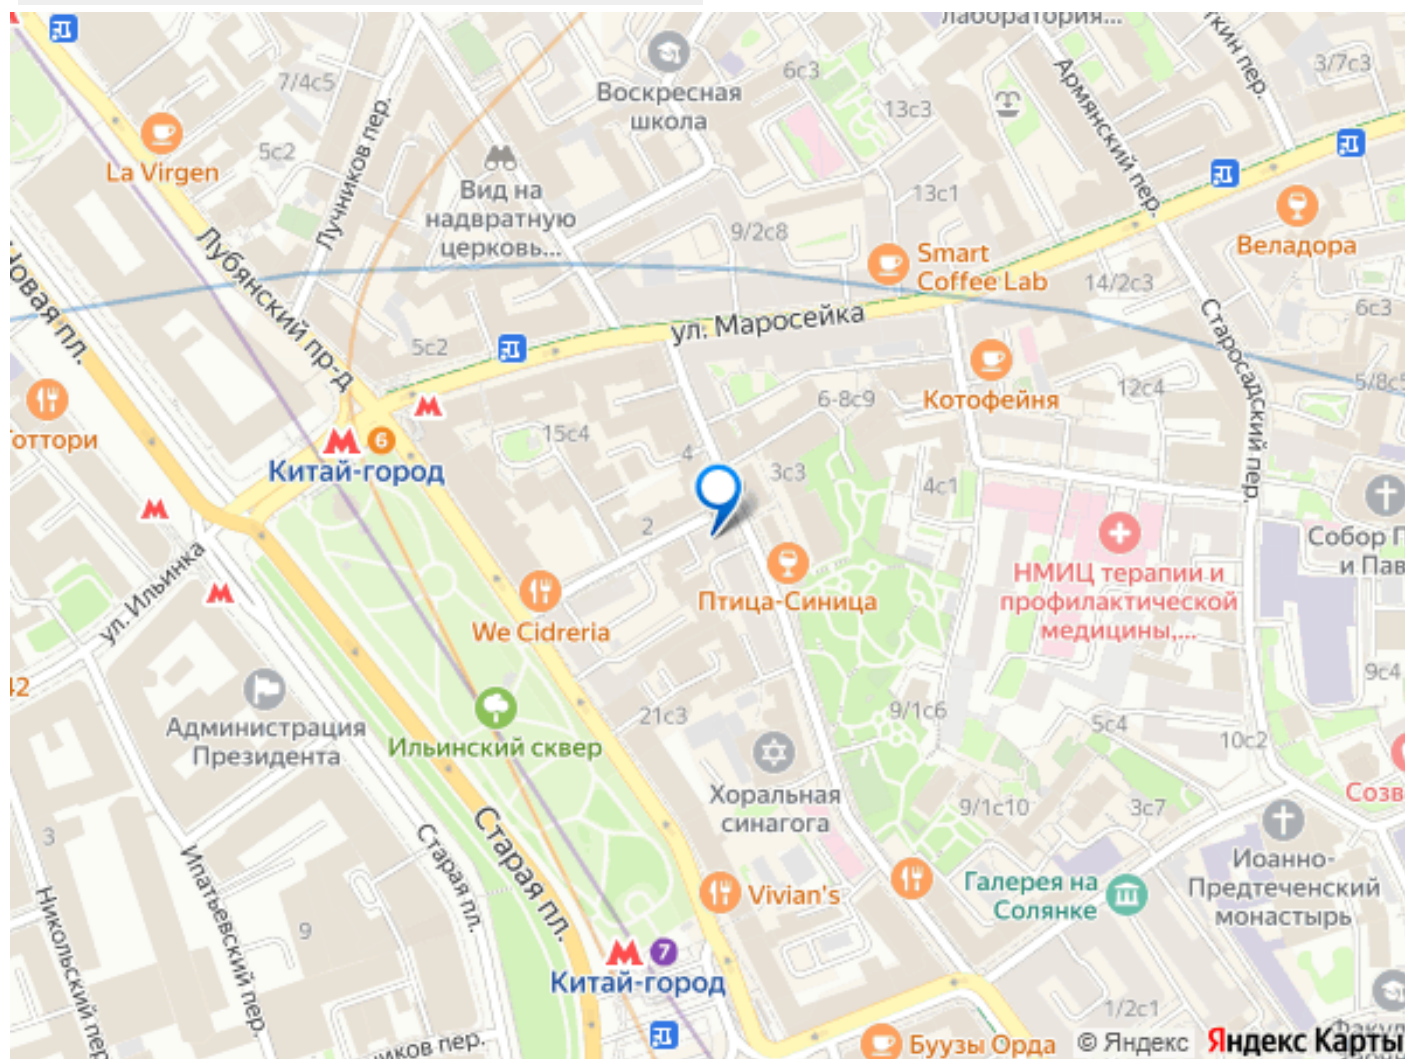 лаборатория...
7/4с5
Воскресная
школа
6с3
3/7с3
Армянский пер.
13с3
La Virgen
5с2
Лучников пер.
Вид на
надвратную
церковь...
13с1
9/2с8
Smart
Coffee Lab
Веладора
14/2с3
Лубянский пр-д
Новая пл.
ул. Маросейка
6с3
5с2
Старосадский пер.
Котофейня
12с4
5/8с5
6-8с9
15с4
6
Китай-город
4
3с3
4с1
2
Собор П
и Пав
НМИЦ терапии и
профилактической
медицины,...
ул. Ильинка
Птица-Синица
We Cidreria
42
9с4
Администрация
Президента
Ильинский сквер
21с3
9/1с6
5с4
10с2
Хоральная
синагога
9/1с10
3с7
Созв
Старая пл.
Старая пл.
3
Ипатьевский пер.
Иоанно-
Предтеченский
монастырь
Vivian's
Галерея на
Солянке
Никольский пер
9
7
Китай-город
1/2с1
Буузы Орда
© Яндекс
Яндекс Карты